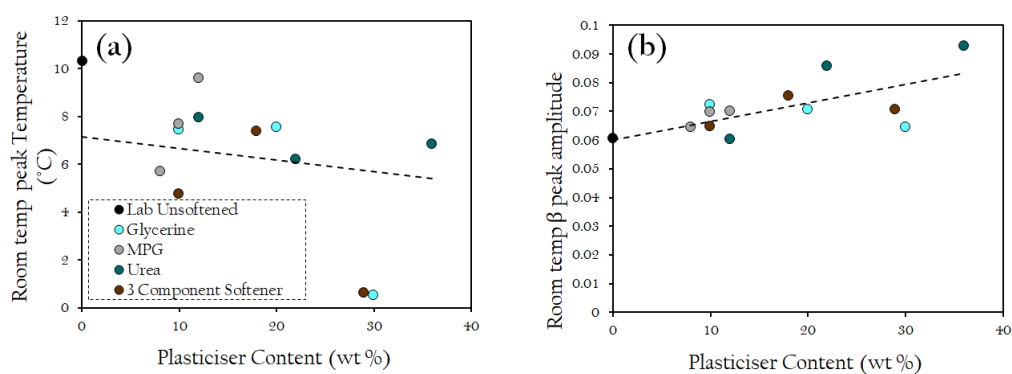 (a)
12
10
8
6
4
2
0
Room temp peak Temperature
(°C)
Lab Unsoftened
Glycerine
MPG
Urea
3 Component Softener
0 10 20 30 40
Plasticiser Content (wt %)
(b)
0.1
0.09
0.08
0.07
0.06
0.05
0.04
0.03
0.02
0.01
0
Room temp β peak amplitude
0 10 20 30 40
Plasticiser Content (wt %)